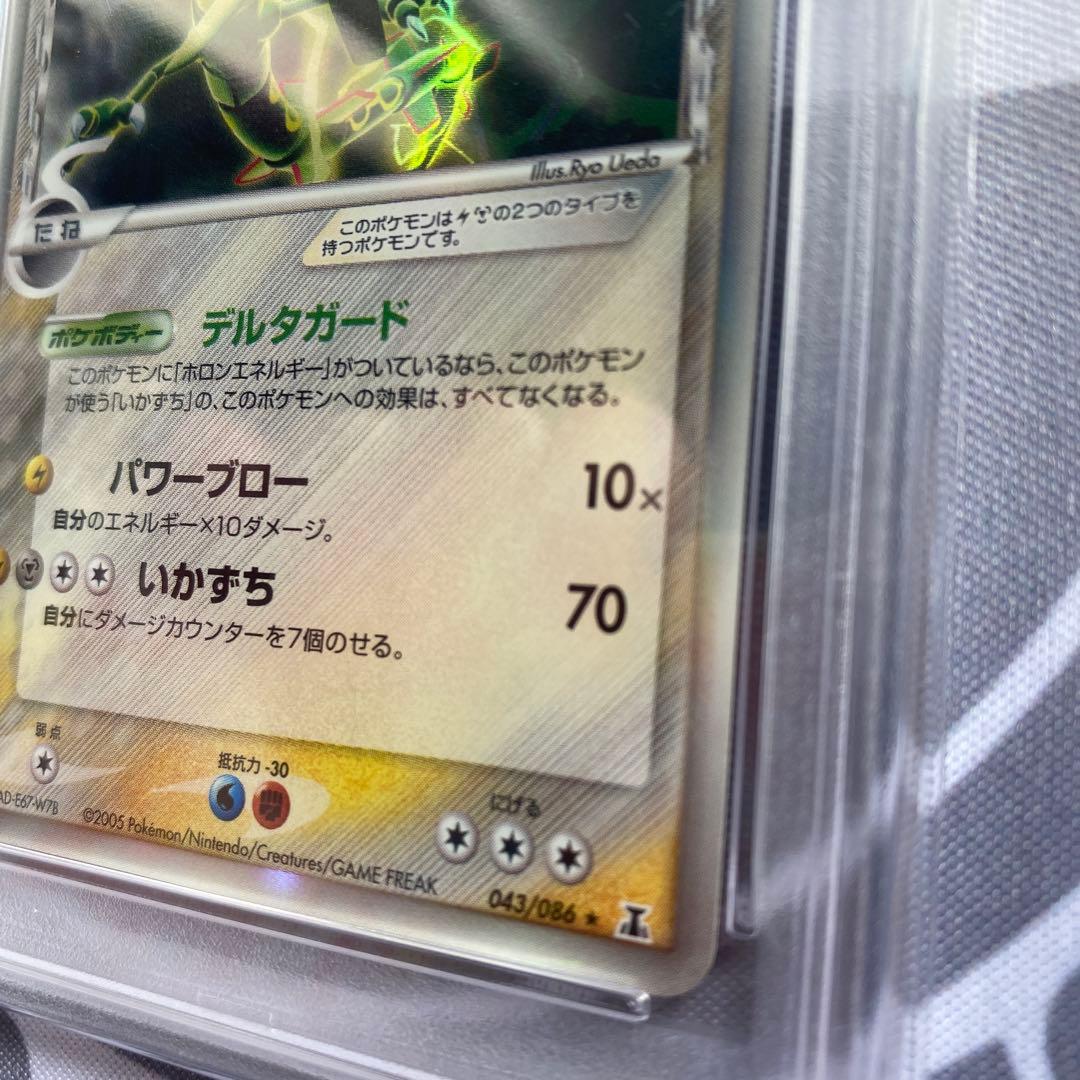 Illus.Ryo Ueda
たね
このポケモンはの2つのタイプを
持つポケモンです。
ポケボディー デルタガード
このポケモンに「ホロンエネルギー」がついているなら、このポケモン
が使う「いかずち」の、このポケモンへの効果は、すべてなくなる。
パワーブロー 10×
自分のエネルギー×10ダメージ。
いかずち 70
自分にダメージカウンターを7個のせる。
弱点
抵抗力 -30
にげる
AD-E67-W7B
©2005 Pokémon/Nintendo/Creatures/GAME FREAK
043/086 ★